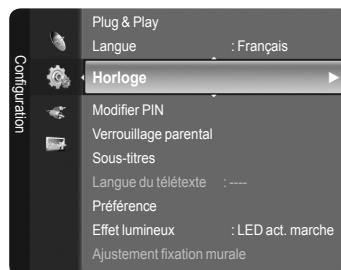 Configuration
Plug & Play
Langue : Français
Horloge
Modifier PIN
Verrouillage parental
Sous-titres
Langue du télétexte : ----
Préférence
Effet lumineux : LED act. marche
Ajustement fixation murale